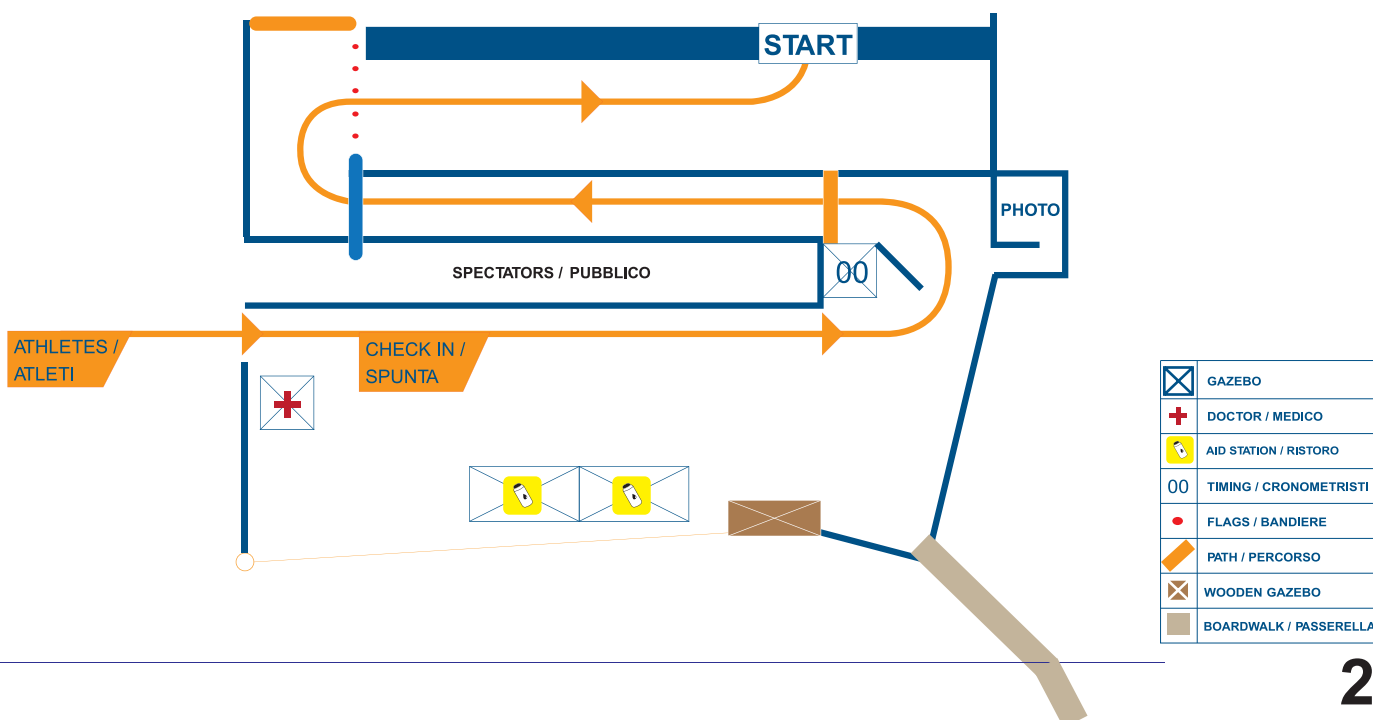 START
PHOTO
00
SPECTATORS / PUBBLICO
ATHLETES /
ATLETI
CHECK IN /
SPUNTA
GAZEBO
DOCTOR / MEDICO
AID STATION / RISTORO
00 TIMING / CRONOMETRISTI
FLAGS / BANDIERE
PATH / PERCORSO
WOODEN GAZEBO
BOARDWALK / PASSERELLA
2